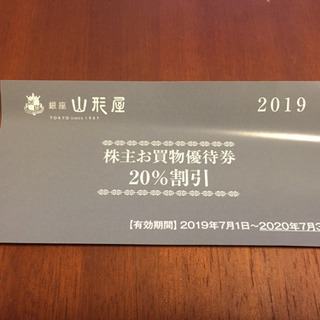 銀座 山形屋 2019
TOKYO SINCE 1907
株主お買物優待券
20%割引
【有効期間】2019年7月1日～2020年7月3